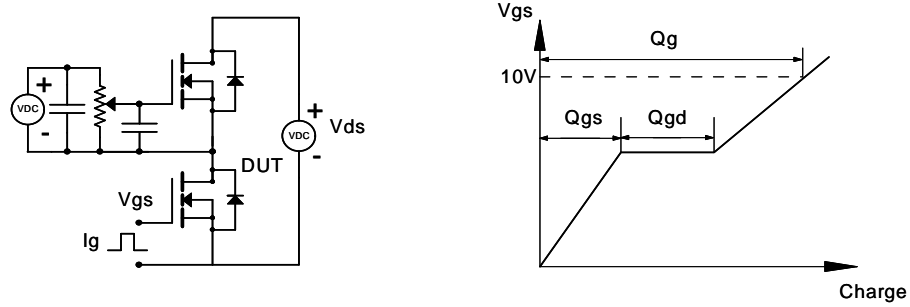 +
VDC
-
DUT
Vgs
Ig
+
VDC
Vds
-
Vgs
Qg
10V
Qgs
Qgd
Charge